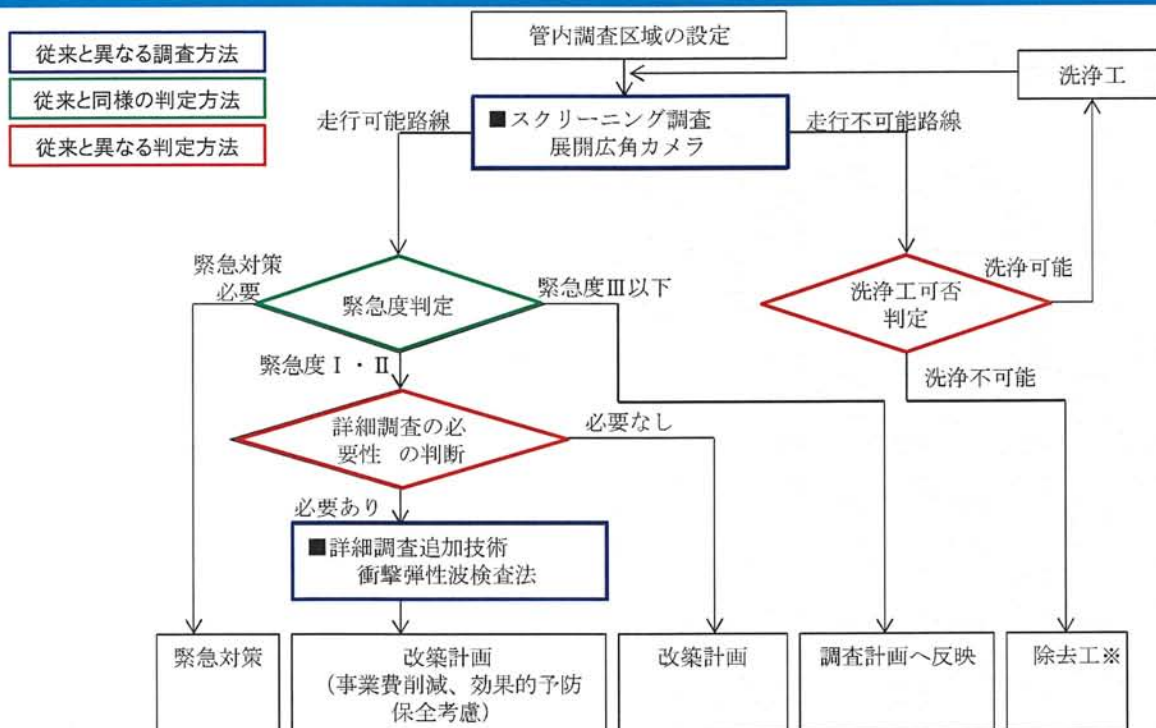 従来と異なる調査方法
従来と同様の判定方法
従来と異なる判定方法
管内調査区域の設定
洗浄工
走行可能路線
■スクリーニング調査
展開広角カメラ
走行不可能路線
緊急対策
必要
緊急度判定
緊急度Ⅲ以下
洗浄工可否
判定
洗浄可能
緊急度Ⅰ・Ⅱ
洗浄不可能
詳細調査の必
要性 の判断
必要なし
必要あり
■詳細調査追加技術
衝撃弾性波検査法
緊急対策
改築計画
(事業費削減、効果的予防
保全考慮)
改築計画
調査計画へ反映
除去工※